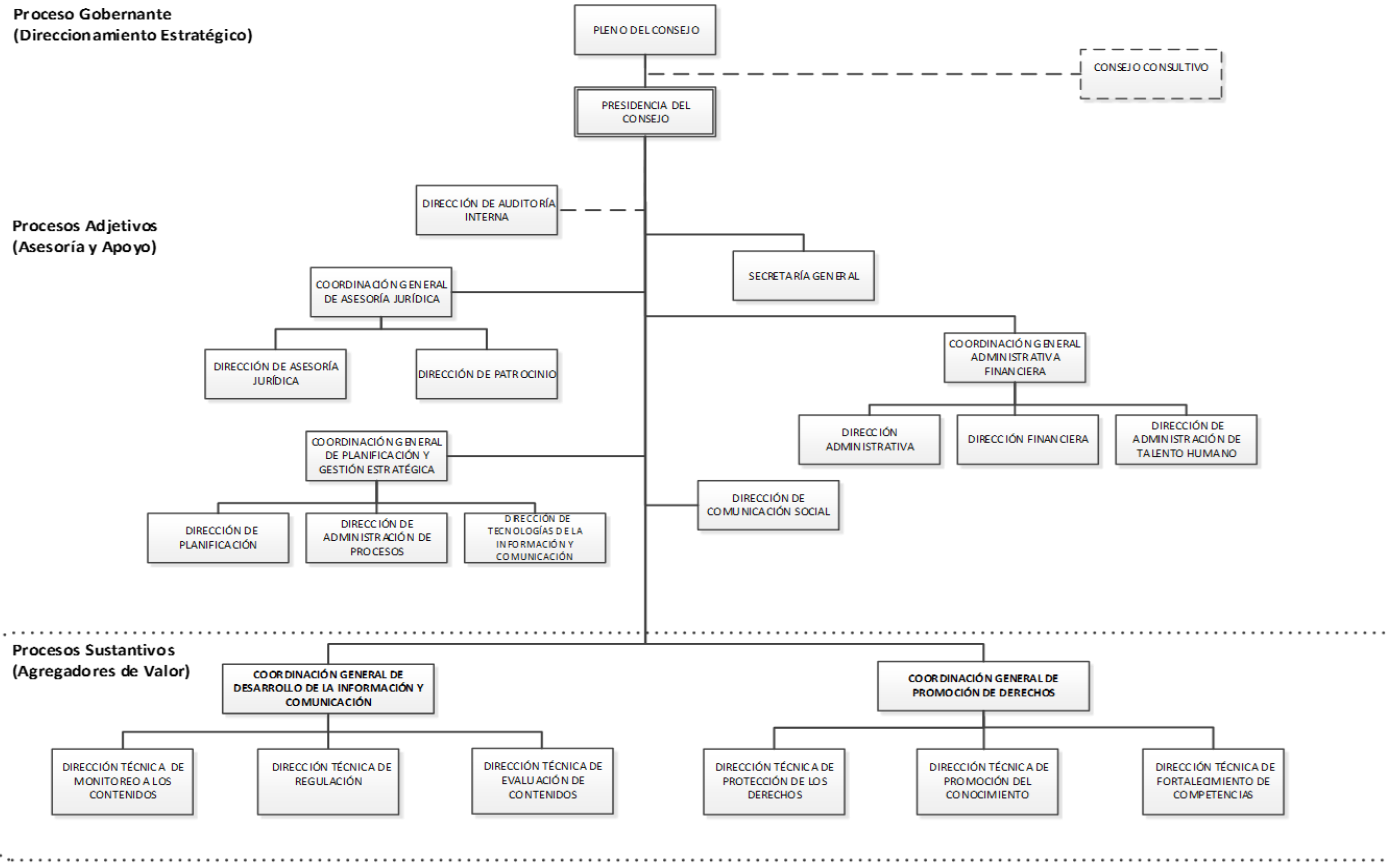 Proceso Gobernante
(Direccionamiento Estratégico)
PLENO DEL CONSEJO
CONSEJO CONSULTIVO
PRESIDENCIA DEL
CONSEJO
DIRECCIÓN DE AUDITORÍA
INTERNA
Procesos Adjetivos
(Asesoría y Apoyo)
SECRETARÍA GENERAL
COORDINACIÓN GENERAL
DE ASESORÍA JURÍDICA
COORDINACIÓN GENERAL
ADMINISTRATIVA
FINANCIERA
DIRECCIÓN DE ASESORÍA
JURÍDICA
DIRECCIÓN DE PATROCINIO
DIRECCIÓN
ADMINISTRATIVA
DIRECCIÓN FINANCIERA
DIRECCIÓN DE
ADMINISTRACIÓN DE
TALENTO HUMANO
COORDINACIÓN GENERAL
DE PLANIFICACIÓN Y
GESTIÓN ESTRATÉGICA
DIRECCIÓN DE
COMUNICACIÓN SOCIAL
DIRECCIÓN DE
PLANIFICACIÓN
DIRECCIÓN DE
ADMINISTRACIÓN DE
PROCESOS
DIRECCIÓN DE
TECNOLOGÍAS DE LA
INFORMACIÓN Y
COMUNICACIÓN
Procesos Sustantivos
(Agregadores de Valor)
COORDINACIÓN GENERAL DE
DESARROLLO DE LA INFORMACIÓN Y
COMUNICACIÓN
COORDINACIÓN GENERAL DE
PROMOCIÓN DE DERECHOS
DIRECCIÓN TÉCNICA DE
MONITOREO A LOS
CONTENIDOS
DIRECCIÓN TÉCNICA DE
REGULACIÓN
DIRECCIÓN TÉCNICA DE
EVALUACIÓN DE
CONTENIDOS
DIRECCIÓN TÉCNICA DE
PROTECCIÓN DE LOS
DERECHOS
DIRECCIÓN TÉCNICA DE
PROMOCIÓN DEL
CONOCIMIENTO
DIRECCIÓN TÉCNICA DE
FORTALECIMIENTO DE
COMPETENCIAS